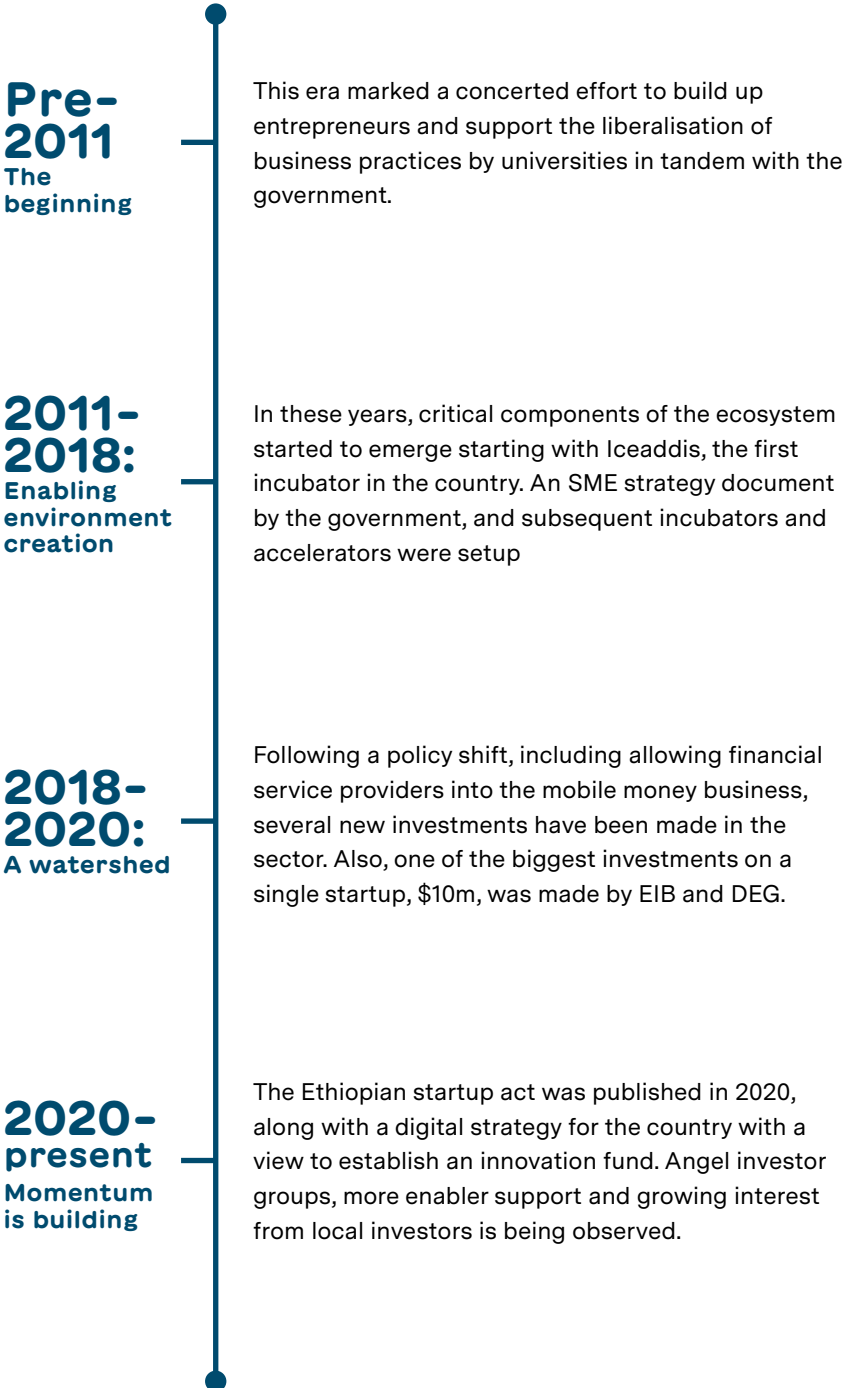 Pre-
2011
The
beginning
This era marked a concerted effort to build up
entrepreneurs and support the liberalisation of
business practices by universities in tandem with the
government.
2011-
2018:
Enabling
environment
creation
In these years, critical components of the ecosystem
started to emerge starting with Iceaddis, the first
incubator in the country. An SME strategy document
by the government, and subsequent incubators and
accelerators were setup
2018-
2020:
A watershed
Following a policy shift, including allowing financial
service providers into the mobile money business,
several new investments have been made in the
sector. Also, one of the biggest investments on a
single startup, $10m, was made by EIB and DEG.
2020-
present
Momentum
is building
The Ethiopian startup act was published in 2020,
along with a digital strategy for the country with a
view to establish an innovation fund. Angel investor
groups, more enabler support and growing interest
from local investors is being observed.